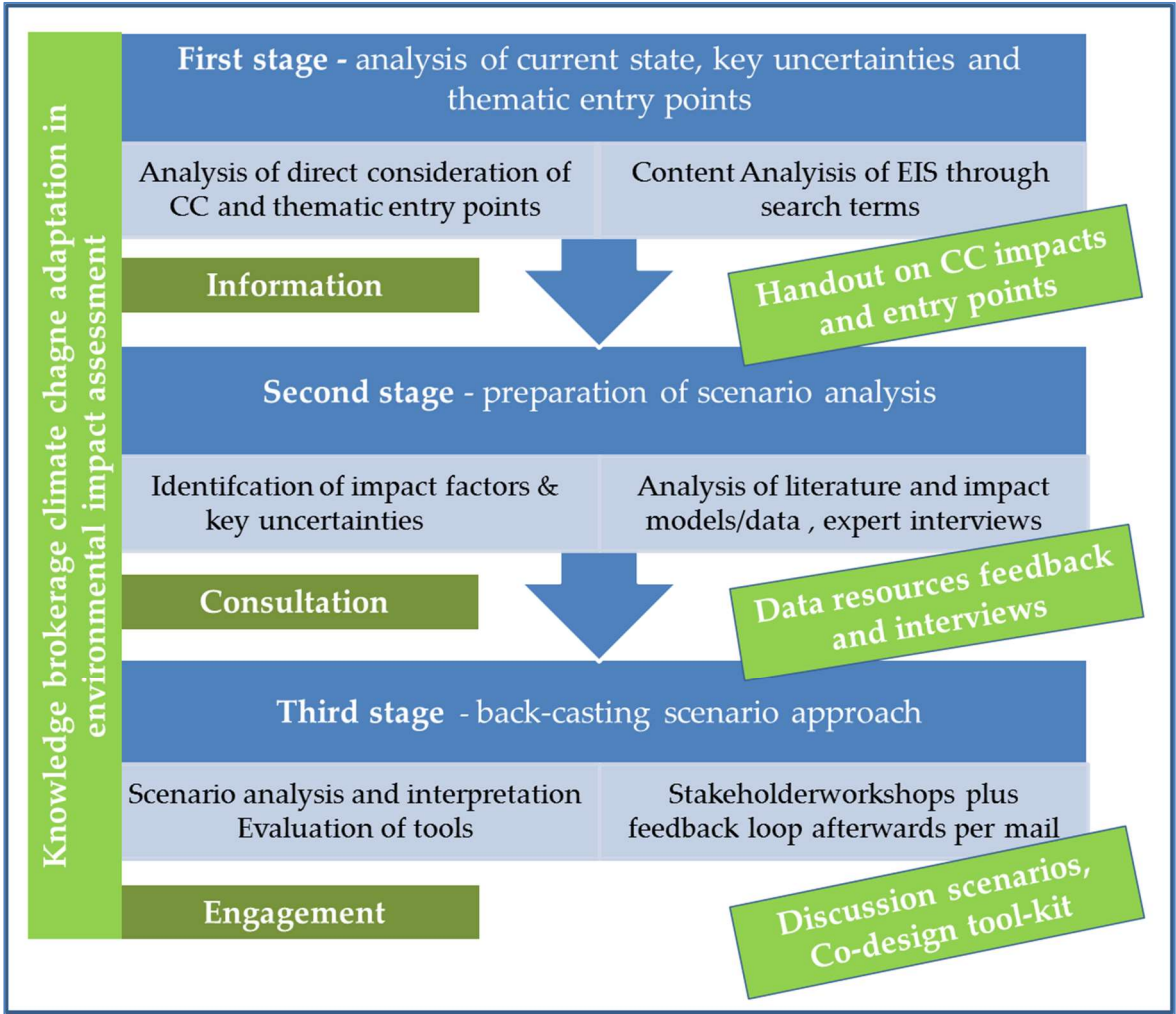 Knowledge brokerage climate chagne adaptation in
environmental impact assessment
First stage - analysis of current state, key uncertainties and
thematic entry points
Analysis of direct consideration of
CC and thematic entry points
Content Analyisis of EIS through
search terms
Information
Handout on CC impacts
and entry points
Second stage - preparation of scenario analysis
Identifcation of impact factors &
key uncertainties
Analysis of literature and impact
models/data , expert interviews
Consultation
Data resources feedback
and interviews
Third stage - back-casting scenario approach
Scenario analysis and interpretation
Evaluation of tools
Stakeholderworkshops plus
feedback loop afterwards per mail
Engagement
Discussion scenarios,
Co-design tool-kit